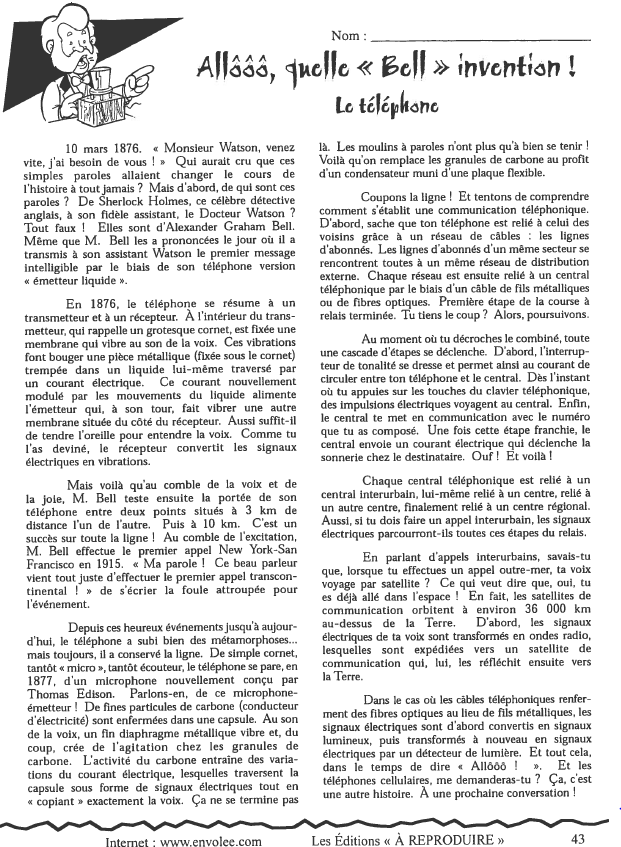 Nom :
Allôôô, quelle « Bell » invention !
Le téléphone
10 mars 1876. « Monsieur Watson, venez
vite, j'ai besoin de vous ! » Qui aurait cru que ces
simples paroles allaient changer le cours de
l'histoire à tout jamais ? Mais d'abord, de qui sont ces
paroles ? De Sherlock Holmes, ce célèbre détective
anglais, à son fidèle assistant, le Docteur Watson ?
Tout faux ! Elles sont d'Alexander Graham Bell.
Même que M. Bell les a prononcées le jour où il a
transmis à son assistant Watson le premier message
intelligible par le biais de son téléphone version
« émetteur liquide ».
En 1876, le téléphone se résume à un
transmetteur et à un récepteur. À l'intérieur du trans-
metteur, qui rappelle un grotesque cornet, est fixée une
membrane qui vibre au son de la voix. Ces vibrations
font bouger une pièce métallique (fixée sous le cornet)
trempée dans un liquide lui-même traversé par
un courant électrique. Ce courant nouvellement
modulé par les mouvements du liquide alimente
l'émetteur qui, à son tour, fait vibrer une autre
membrane située du côté du récepteur. Aussi suffit-il
de tendre l'oreille pour entendre la voix. Comme tu
l'as deviné, le récepteur convertit les signaux
électriques en vibrations.
Mais voilà qu'au comble de la voix et de
la joie, M. Bell teste ensuite la portée de son
téléphone entre deux points situés à 3 km de
distance l'un de l'autre. Puis à 10 km. C'est un
succès sur toute la ligne ! Au comble de l'excitation,
M. Bell effectue le premier appel New York-San
Francisco en 1915. « Ma parole ! Ce beau parleur
vient tout juste d'effectuer le premier appel transcon-
tinental ! » de s'écrier la foule attroupée pour
l'événement.
Depuis ces heureux événements jusqu'à aujour-
d'hui, le téléphone a subi bien des métamorphoses...
mais toujours, il a conservé la ligne. De simple cornet,
tantôt « micro », tantôt écouteur, le téléphone se pare, en
1877, d'un microphone nouvellement conçu par
Thomas Edison. Parlons-en, de ce microphone-
émetteur ! De fines particules de carbone (conducteur
d'électricité) sont enfermées dans une capsule. Au son
de la voix, un fin diaphragme métallique vibre et, du
coup, crée de l'agitation chez les granules de
carbone. L'activité du carbone entraîne des varia-
tions du courant électrique, lesquelles traversent la
capsule sous forme de signaux électriques tout en
« copiant » exactement la voix. Ça ne se termine pas
là. Les moulins à paroles n'ont plus qu'à bien se tenir !
Voilà qu'on remplace les granules de carbone au profit
d'un condensateur muni d'une plaque flexible.
Coupons la ligne ! Et tentons de comprendre
comment s'établit une communication téléphonique.
D'abord, sache que ton téléphone est relié à celui des
voisins grâce à un réseau de câbles : les lignes
d'abonnés. Les lignes d'abonnés d'un même secteur se
rencontrent toutes à un même réseau de distribution
externe. Chaque réseau est ensuite relié à un central
téléphonique par le biais d'un câble de fils métalliques
ou de fibres optiques. Première étape de la course à
relais terminée. Tu tiens le coup ? Alors, poursuivons.
Au moment où tu décroches le combiné, toute
une cascade d'étapes se déclenche. D'abord, l'interrup-
teur de tonalité se dresse et permet ainsi au courant de
circuler entre ton téléphone et le central. Dès l'instant
où tu appuies sur les touches du clavier téléphonique,
des impulsions électriques voyagent au central. Enfin,
le central te met en communication avec le numéro
que tu as composé. Une fois cette étape franchie, le
central envoie un courant électrique qui déclenche la
sonnerie chez le destinataire. Ouf ! Et voilà !
Chaque central téléphonique est relié à un
central interurbain, lui-même relié à un centre, relié à
un autre centre, finalement relié à un centre régional.
Aussi, si tu dois faire un appel interurbain, les signaux
électriques parcourront-ils toutes ces étapes du relais.
En parlant d'appels interurbains, savais-tu
que, lorsque tu effectues un appel outre-mer, ta voix
voyage par satellite ? Ce qui veut dire que, oui, tu
es déjà allé dans l'espace ! En fait, les satellites de
communication orbitent à environ 36 000 km
au-dessus de la Terre. D'abord, les signaux
électriques de ta voix sont transformés en ondes radio,
lesquelles sont expédiées vers un satellite de
communication qui, lui, les réfléchit ensuite vers
la Terre.
Dans le cas où les câbles téléphoniques renfer-
ment des fibres optiques au lieu de fils métalliques, les
signaux électriques sont d'abord convertis en signaux
lumineux, puis transformés à nouveau en signaux
électriques par un détecteur de lumière. Et tout cela,
dans le temps de dire « Allôôô ! ». Et les
téléphones cellulaires, me demanderas-tu ? Ça, c'est
une autre histoire. À une prochaine conversation !
Internet : www.envolee.com Les Éditions « À REPRODUIRE » 43